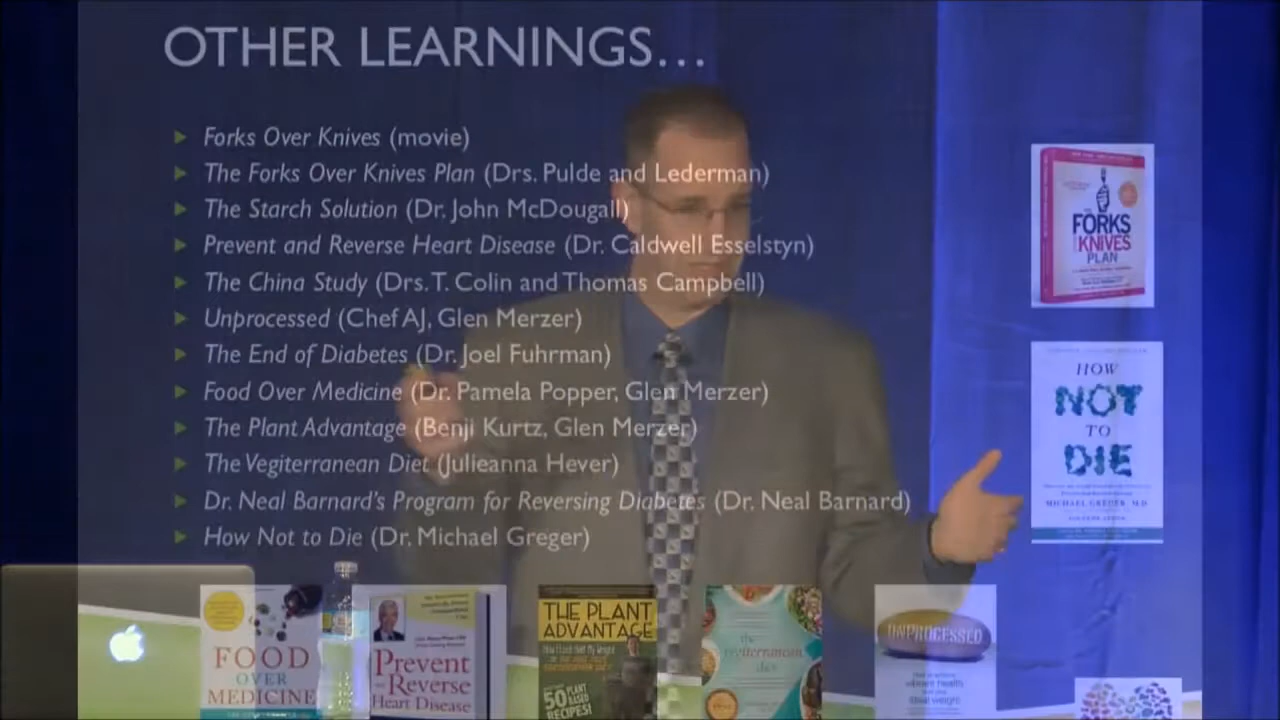 OTHER LEARNINGS…
Forks Over Knives (movie)
The Forks Over Knives Plan (Drs. Pulde and Lederman)
The Starch Solution (Dr. John McDougall)
Prevent and Reverse Heart Disease (Dr. Caldwell Esselstyn)
The China Study (Drs. T. Colin and Thomas Campbell)
Unprocessed (Chef AJ, Glen Merzer)
The End of Diabetes (Dr. Joel Fuhrman)
Food Over Medicine (Dr. Pamela Popper, Glen Merzer)
The Plant Advantage (Benji Kurtz, Glen Merzer)
The Vegiterranean Diet (Julieanna Hever)
Dr. Neal Barnard's Program for Reversing Diabetes (Dr. Neal Barnard)
How Not to Die (Dr. Michael Greger)
FORKS
KNIVES
PLAN
HOW
NOT
TO
DIE
MICHAEL GREGER, M.D.
FOOD
OVER
MEDICINE
Prevent
and Reverse
Heart Disease
THE PLANT
ADVANTAGE
50 PLANT
BASED
RECIPES!
the
vegiterranean
diet
UNPROCESSED